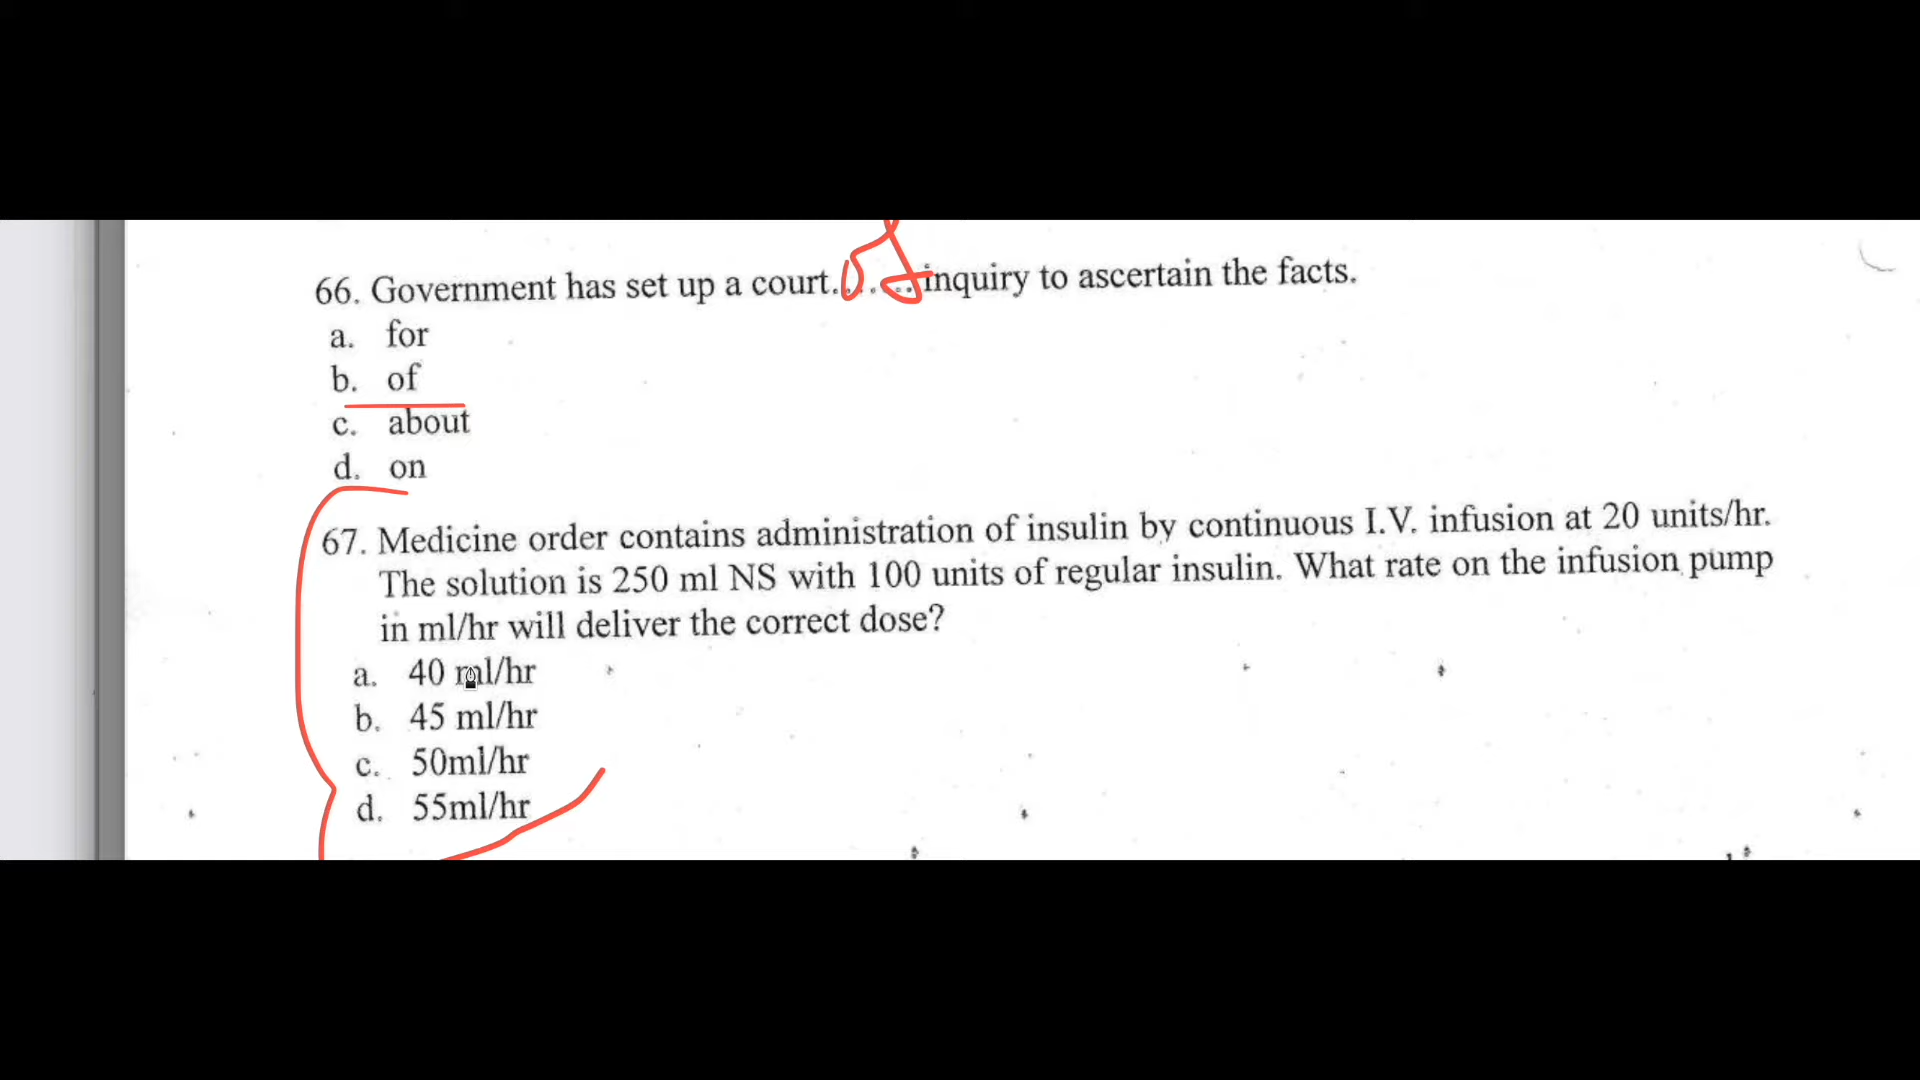 66. Government has set up a court.......inquiry to ascertain the facts.
of
a. for
b. of
c. about
d. on
67. Medicine order contains administration of insulin by continuous I.V. infusion at 20 units/hr.
The solution is 250 ml NS with 100 units of regular insulin. What rate on the infusion pump
in ml/hr will deliver the correct dose?
a. 40 ml/hr
b. 45 ml/hr
c. 50ml/hr
d. 55ml/hr